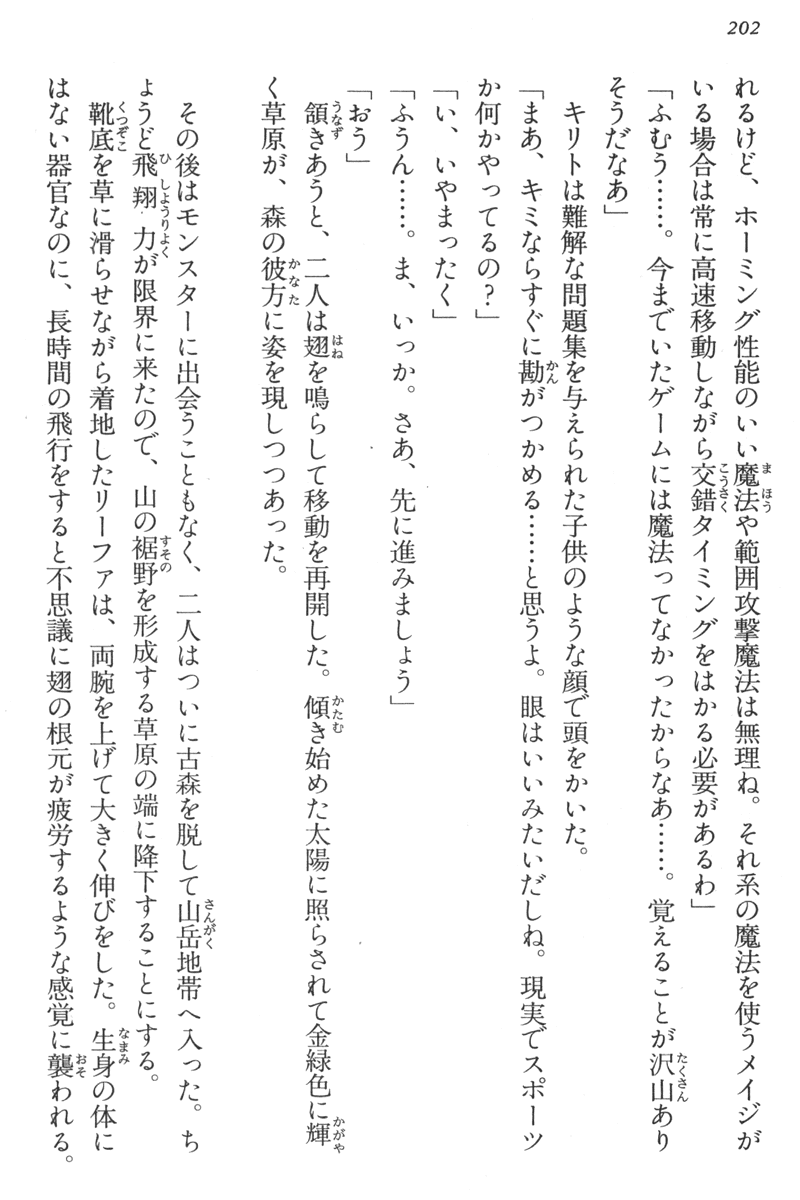 202
れるけど、ホーミング性能のいい魔法や範囲攻撃魔法は無理ね。それ系の魔法を使うメイジが
いる場合は常に高速移動しながら交錯タイミングをはかる必要があるわ」
「ふむう……。今までいたゲームには魔法ってなかったからなあ……。覚えることが沢山あり
そうだなあ」
キリトは難解な問題集を与えられた子供のような顔で頭をかいた。
「まあ、キミならすぐに勘がつかめる……と思うよ。眼はいいみたいだしね。現実でスポーツ
か何かやってるの？」
「い、いやまったく」
「ふうん……。ま、いっか。さあ、先に進みましょう」
「おう」
頷きあうと、二人は翅を鳴らして移動を再開した。傾き始めた太陽に照らされて金緑色に輝
く草原が、森の彼方に姿を現しつつあった。
その後はモンスターに出会うこともなく、二人はついに古森を脱して山岳地帯へ入った。ち
ょうど飛翔力が限界に来たので、山の裾野を形成する草原の端に降下することにする。
靴底を草に滑らせながら着地したリーファは、両腕を上げて大きく伸びをした。生身の体に
はない器官なのに、長時間の飛行をすると不思議に翅の根元が疲労するような感覚に襲われる。